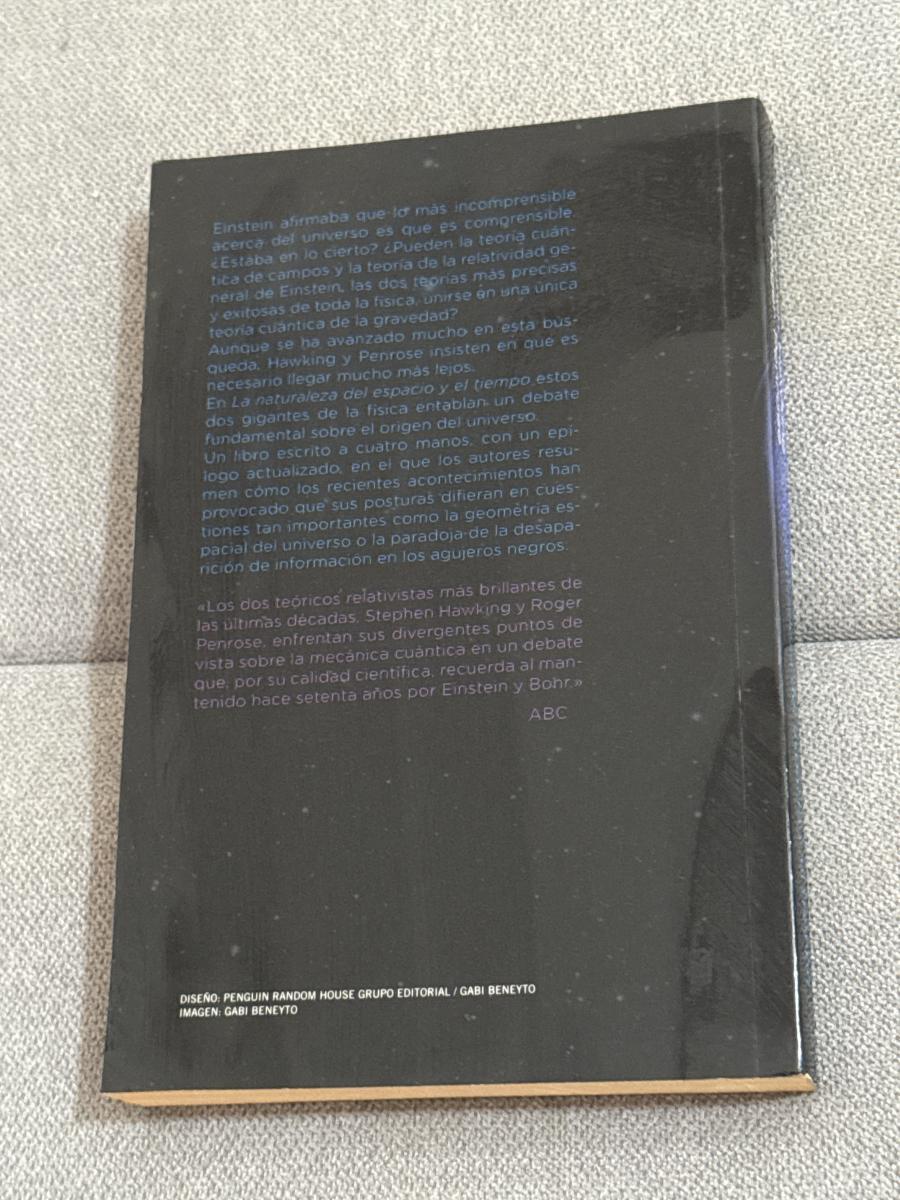 Einstein afirmaba que lo más incomprensible
acerca del universo es que es comprensible.
¿Estaba en lo cierto? ¿Pueden la teoría cuán-
tica de campos y la teoría de la relatividad ge-
neral de Einstein, las dos teorías más precisas
y exitosas de toda la física, unirse en una única
teoría cuántica de la gravedad?
Aunque se ha avanzado mucho en esta bús-
queda, Hawking y Penrose insisten en que es
necesario llegar mucho más lejos.
En La naturaleza del espacio y el tiempo estos
dos gigantes de la física entablan un debate
fundamental sobre el origen del universo.
Un libro escrito a cuatro manos, con un epí-
logo actualizado, en el que los autores resu-
men cómo los recientes acontecimientos han
provocado que sus posturas difieran en cues-
tiones tan importantes como la geometría es-
pacial del universo o la paradoja de la desapa-
rición de información en los agujeros negros.
«Los dos teóricos relativistas más brillantes de
las últimas décadas, Stephen Hawking y Roger
Penrose, enfrentan sus divergentes puntos de
vista sobre la mecánica cuántica en un debate
que, por su calidad científica, recuerda al man-
tenido hace setenta años por Einstein y Bohr.»
ABC
DISEÑO: PENGUIN RANDOM HOUSE GRUPO EDITORIAL / GABI BENEYTO
IMAGEN: GABI BENEYTO